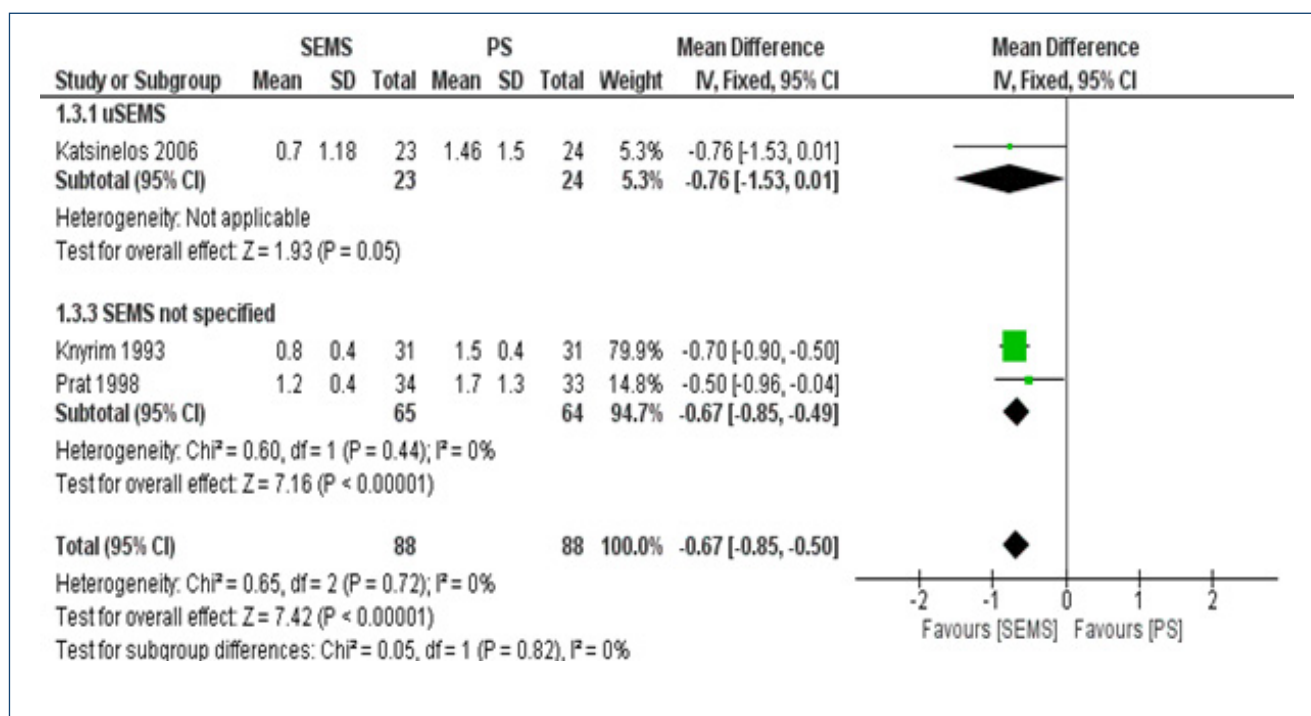 SEMS PS Mean Difference Mean Difference
Study or Subgroup Mean SD Total Mean SD Total Weight IV, Fixed, 95% CI IV, Fixed, 95% CI
1.3.1 uSEMS
Katsinelos 2006 0.7 1.18 23 1.46 1.5 24 5.3% -0.76 [-1.53, 0.01]
Subtotal (95% CI) 23 24 5.3% -0.76 [-1.53, 0.01]
Heterogeneity: Not applicable
Test for overall effect: Z = 1.93 (P = 0.05)
1.3.3 SEMS not specified
Knyrim 1993 0.8 0.4 31 1.5 0.4 31 79.9% -0.70 [-0.90, -0.50]
Prat 1998 1.2 0.4 34 1.7 1.3 33 14.8% -0.50 [-0.96, -0.04]
Subtotal (95% CI) 65 64 94.7% -0.67 [-0.85, -0.49]
Heterogeneity: Chi² = 0.60, df = 1 (P = 0.44); I² = 0%
Test for overall effect: Z = 7.16 (P < 0.00001)
Total (95% CI) 88 88 100.0% -0.67 [-0.85, -0.50]
Heterogeneity: Chi² = 0.65, df = 2 (P = 0.72); I² = 0%
Test for overall effect: Z = 7.42 (P < 0.00001)
Test for subgroup differences: Chi² = 0.05, df = 1 (P = 0.82), I² = 0%
-2 -1 0 1 2
Favours [SEMS] Favours [PS]